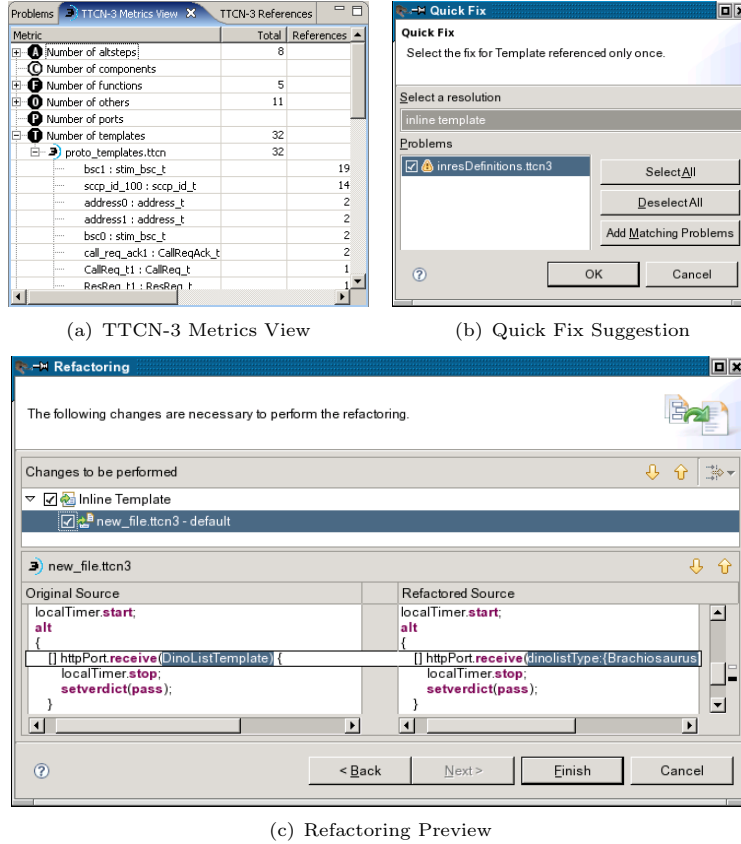 Problems TTCN-3 Metrics View TTCN-3 References
Metric Total References
A Number of altsteps 8
C Number of components
F Number of functions 5
O Number of others 11
P Number of ports
T Number of templates 32
proto_templates.ttcn 32
bsc1 : stim_bsc_t 19
sccp_id_100 : sccp_id_t 14
address0 : address_t 2
address1 : address_t 2
bsc0 : stim_bsc_t 2
call_req_ack1 : CallReqAck_t 2
CallReq_t1 : CallReq_t 1
ResReq_t1 : ResReq_t 1
(a) TTCN-3 Metrics View
Quick Fix
Quick Fix
Select the fix for Template referenced only once.
Select a resolution
inline template
Problems
inresDefinitions.ttcn3
Select All
Deselect All
Add Matching Problems
OK Cancel
(b) Quick Fix Suggestion
Refactoring
The following changes are necessary to perform the refactoring.
Changes to be performed
Inline Template
new_file.ttcn3 - default
new_file.ttcn3
Original Source Refactored Source
localTimer.start; localTimer.start;
alt alt
{ {
[] httpPort.receive(DinoListTemplate) { [] httpPort.receive(dinolistType:{Brachiosaurus
localTimer.stop; localTimer.stop;
setverdict(pass); setverdict(pass);
} }
< Back Next > Finish Cancel
(c) Refactoring Preview